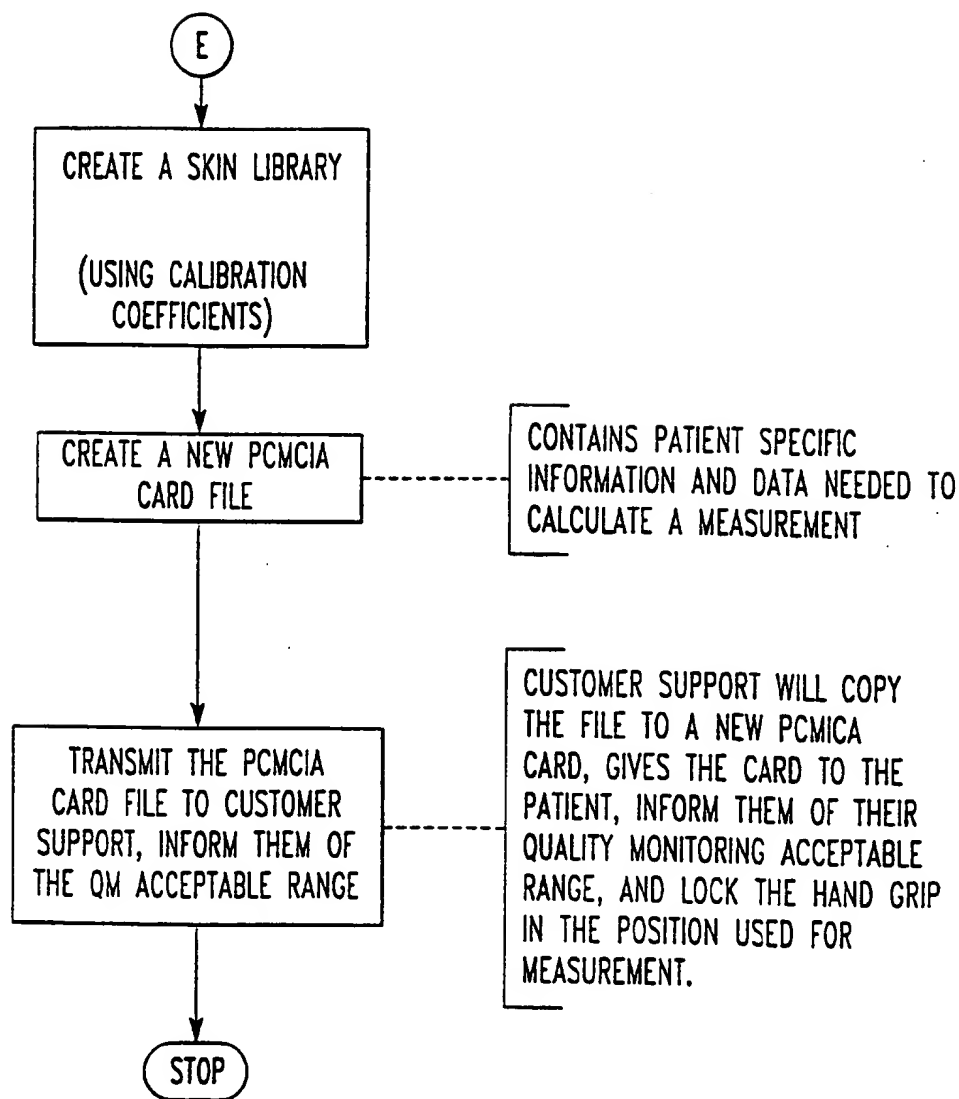 E
CREATE A SKIN LIBRARY
(USING CALIBRATION
COEFFICIENTS)
CREATE A NEW PCMCIA
CARD FILE
CONTAINS PATIENT SPECIFIC
INFORMATION AND DATA NEEDED TO
CALCULATE A MEASUREMENT
TRANSMIT THE PCMCIA
CARD FILE TO CUSTOMER
SUPPORT, INFORM THEM OF
THE QM ACCEPTABLE RANGE
CUSTOMER SUPPORT WILL COPY
THE FILE TO A NEW PCMICA
CARD, GIVES THE CARD TO THE
PATIENT, INFORM THEM OF THEIR
QUALITY MONITORING ACCEPTABLE
RANGE, AND LOCK THE HAND GRIP
IN THE POSITION USED FOR
MEASUREMENT.
STOP